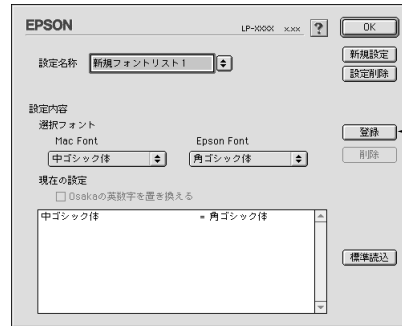 EPSON
LP-XXXX x.xx
?
OK
設定名称
新規フォントリスト1
新規設定
設定削除
設定内容
選択フォント
Mac Font
Epson Font
登録
中ゴシック体
角ゴシック体
削除
現在の設定
Osakaの英数字を置き換える
中ゴシック体 = 角ゴシック体
標準読込